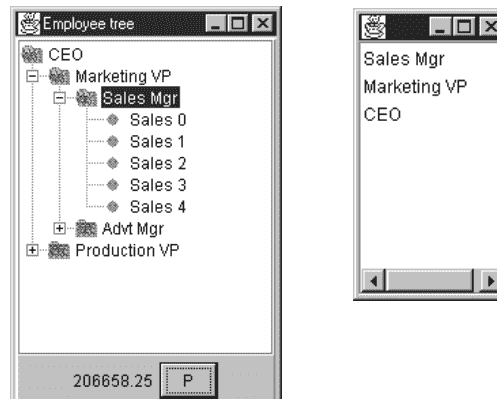 Employee tree
CEO
Marketing VP
Sales Mgr
Sales 0
Sales 1
Sales 2
Sales 3
Sales 4
Advt Mgr
Production VP
206658.25 P
Sales Mgr
Marketing VP
CEO